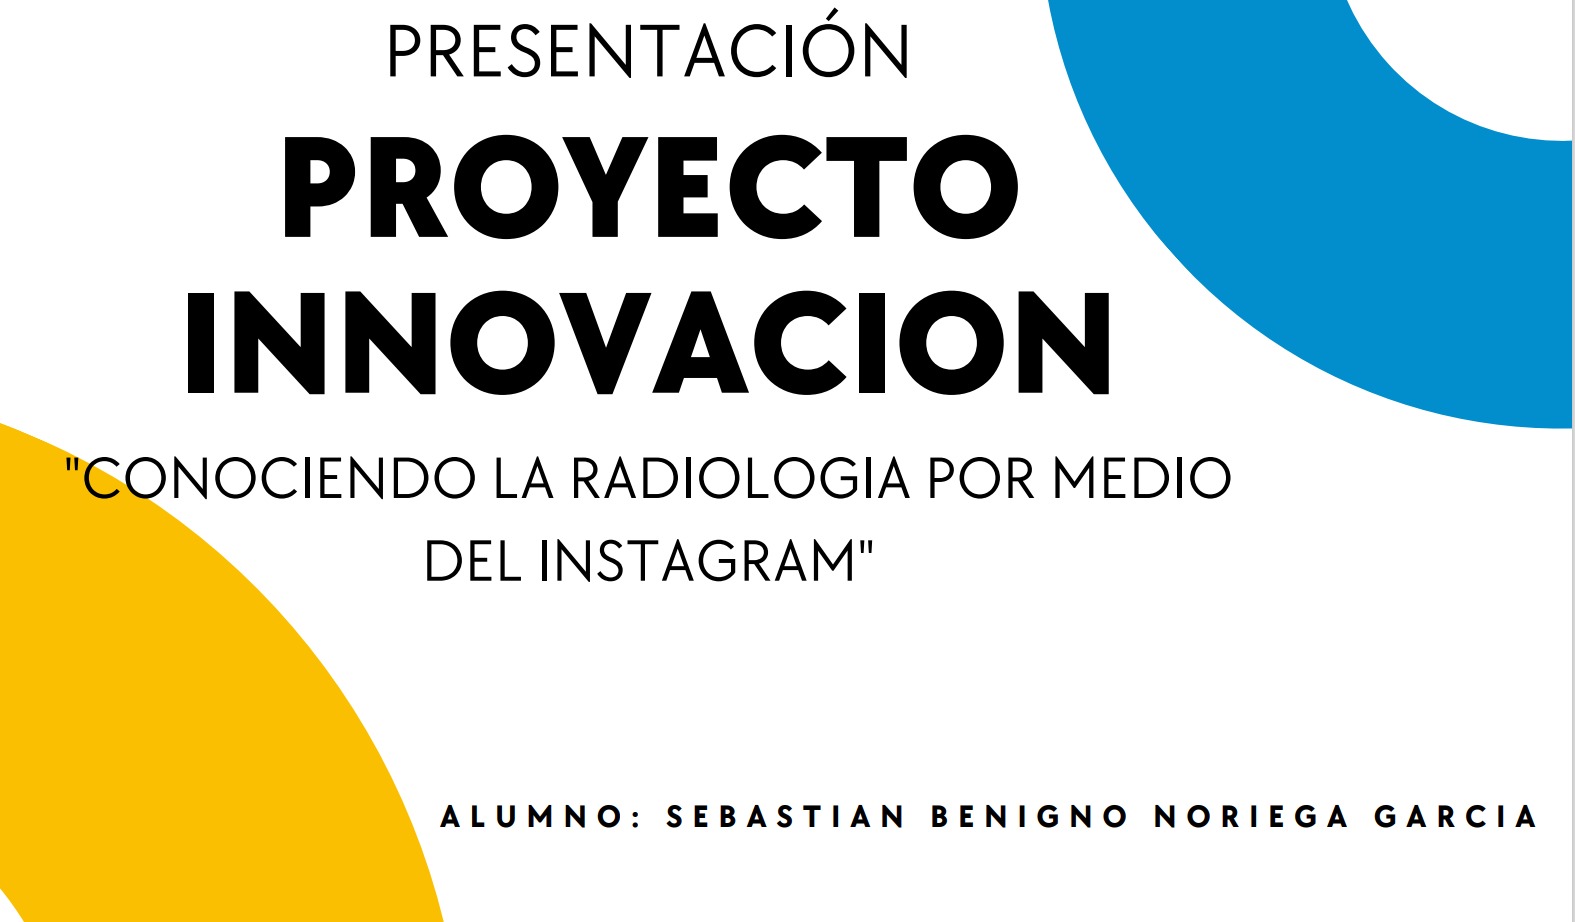 PRESENTACIÓN
PROYECTO
INNOVACION
"CONOCIENDO LA RADIOLOGIA POR MEDIO
DEL INSTAGRAM"
ALUMNO: SEBASTIAN BENIGNO NORIEGA GARCIA